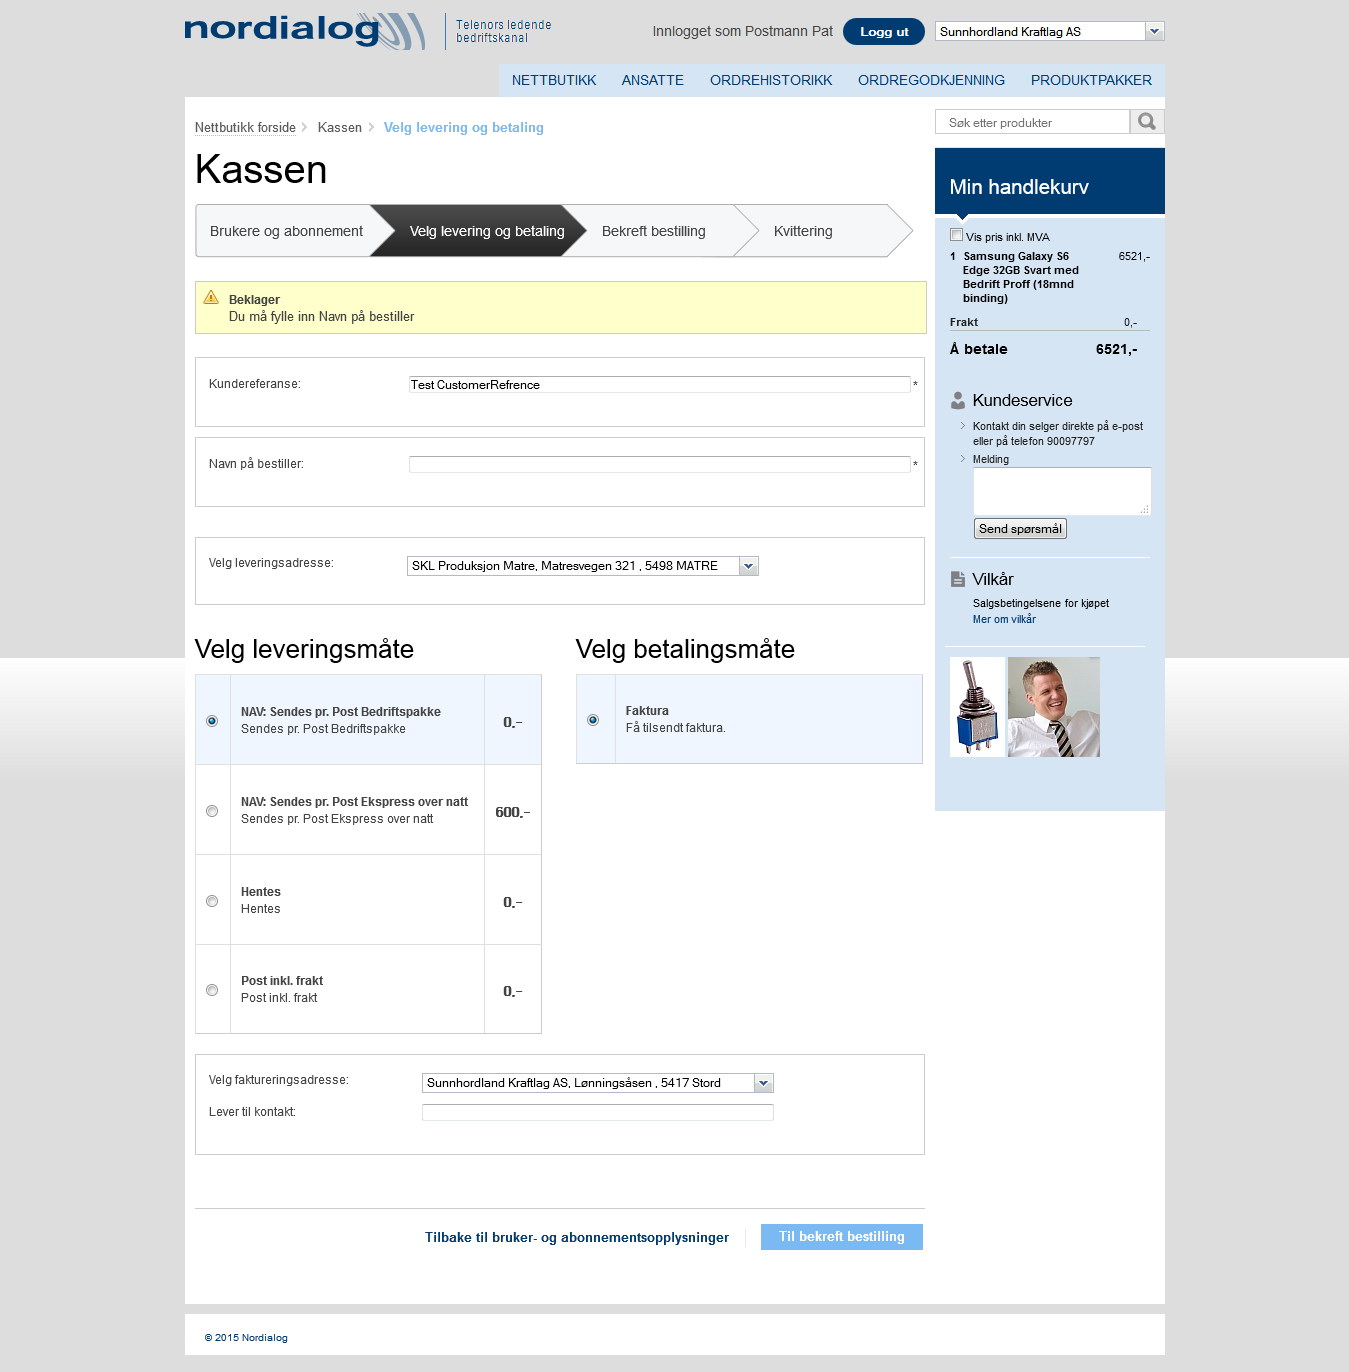 nordialog
Telenors ledende
bedriftskanal
Innlogget som Postmann Pat
Logg ut
Sunnhordland Kraftlag AS
NETTBUTIKK ANSATTE ORDREHISTORIKK ORDREGODKJENNING PRODUKTPAKKER
Nettbutikk forside Kassen Velg levering og betaling
Kassen
Brukere og abonnement Velg levering og betaling Bekreft bestilling Kvittering
Beklager
Du må fylle inn Navn på bestiller
Kundereferanse: Test CustomerRefrence *
Navn på bestiller: *
Velg leveringsadresse: SKL Produksjon Matre, Matresvegen 321 , 5498 MATRE
Velg leveringsmåte
NAV: Sendes pr. Post Bedriftspakke
Sendes pr. Post Bedriftspakke
0,-
NAV: Sendes pr. Post Ekspress over natt
Sendes pr. Post Ekspress over natt
600,-
Hentes
Hentes
0,-
Post inkl. frakt
Post inkl. frakt
0,-
Velg betalingsmåte
Faktura
Få tilsendt faktura.
Velg faktureringsadresse: Sunnhordland Kraftlag AS, Lønningsåsen , 5417 Stord
Lever til kontakt:
Tilbake til bruker- og abonnementsopplysninger
Til bekreft bestilling
Søk etter produkter
Min handlekurv
Vis pris inkl. MVA
1 Samsung Galaxy S6 6521,-
Edge 32GB Svart med
Bedrift Proff (18mnd
binding)
Frakt 0,-
Å betale 6521,-
Kundeservice
Kontakt din selger direkte på e-post
eller på telefon 90097797
Melding
Send spørsmål
Vilkår
Salgsbetingelsene for kjøpet
Mer om vilkår
© 2015 Nordialog